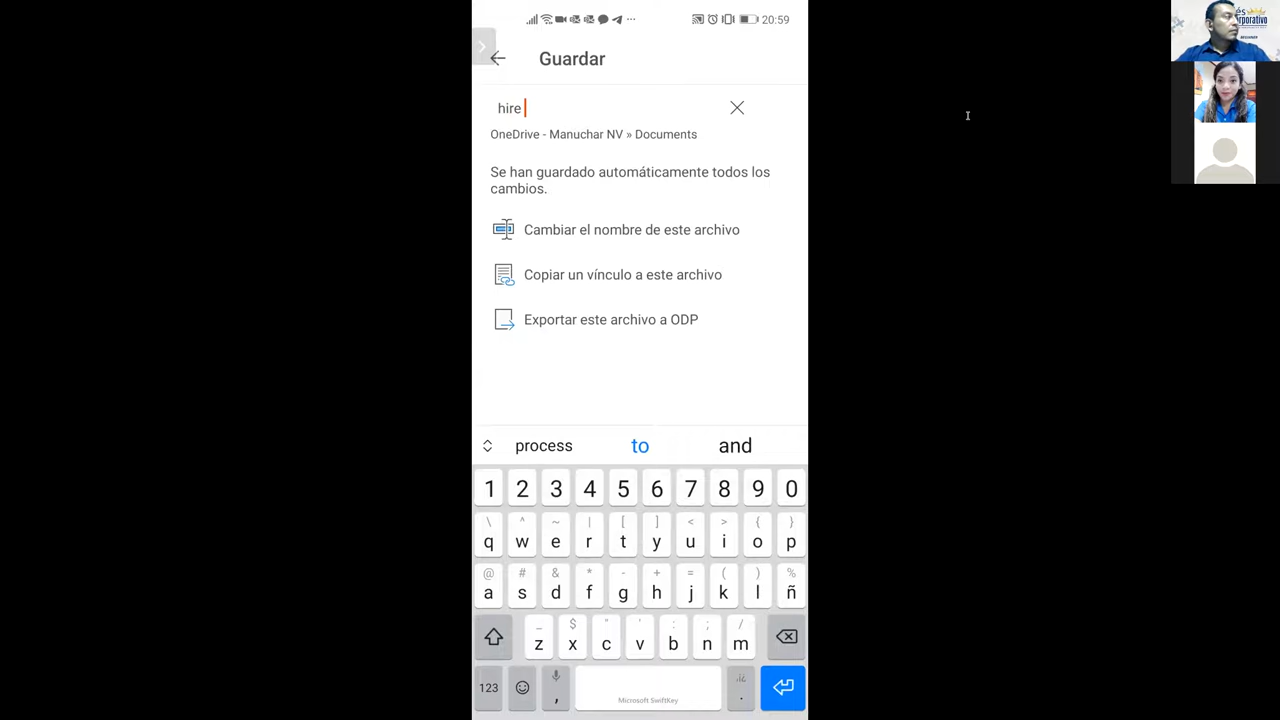 20:59
Guardar
hire
OneDrive - Manuchar NV » Documents
Se han guardado automáticamente todos los
cambios.
Cambiar el nombre de este archivo
Copiar un vínculo a este archivo
Exportar este archivo a ODP
process to and
1 2 3 4 5 6 7 8 9 0
\ ^ ~ | [ ] < > { }
q w e r t y u i o p
@ # & * - + = ( ) %
a s d f g h j k l ñ
_ $ " ' : ; /
z x c v b n m
123 , Microsoft SwiftKey .